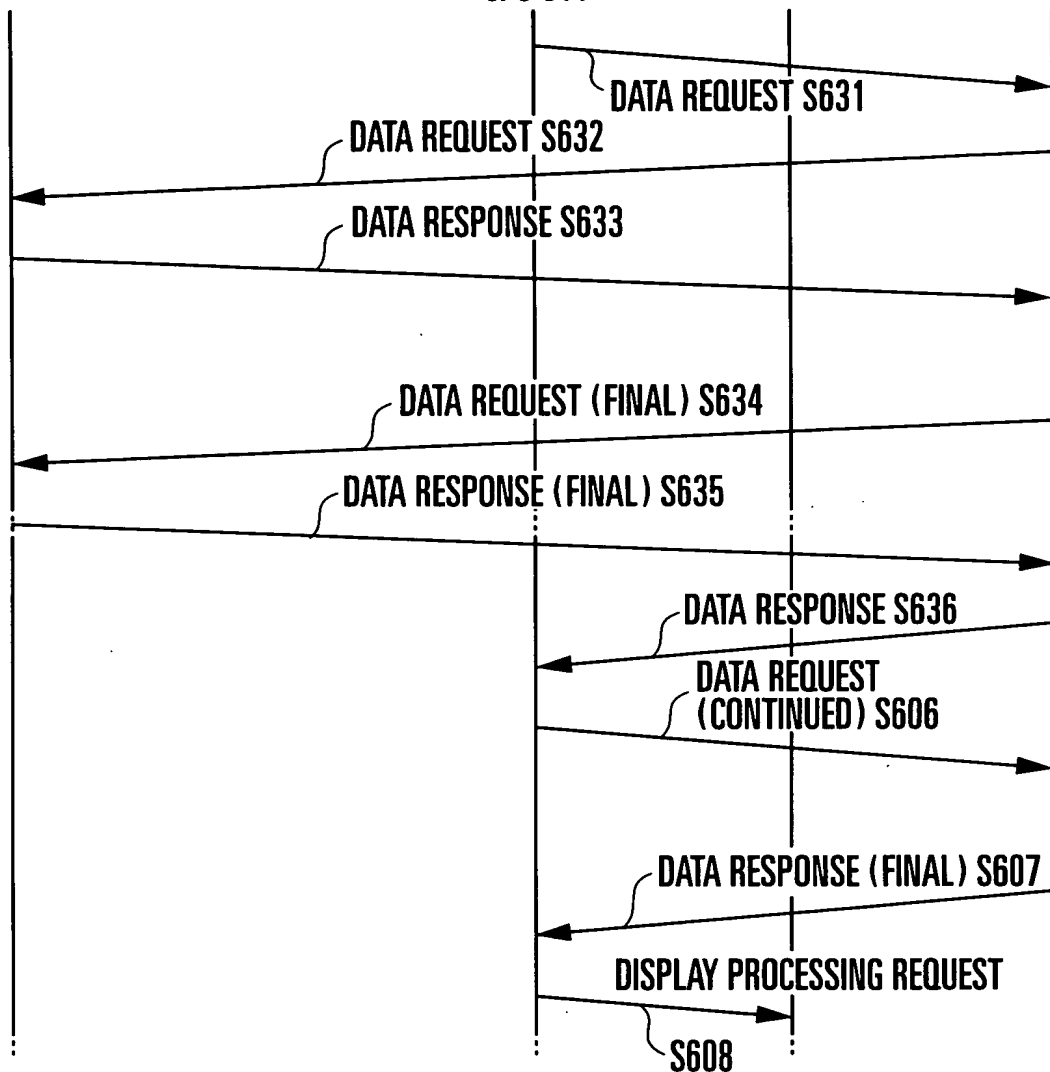 DATA REQUEST S631
DATA REQUEST S632
DATA RESPONSE S633
DATA REQUEST (FINAL) S634
DATA RESPONSE (FINAL) S635
DATA RESPONSE S636
DATA REQUEST
(CONTINUED) S606
DATA RESPONSE (FINAL) S607
DISPLAY PROCESSING REQUEST
S608